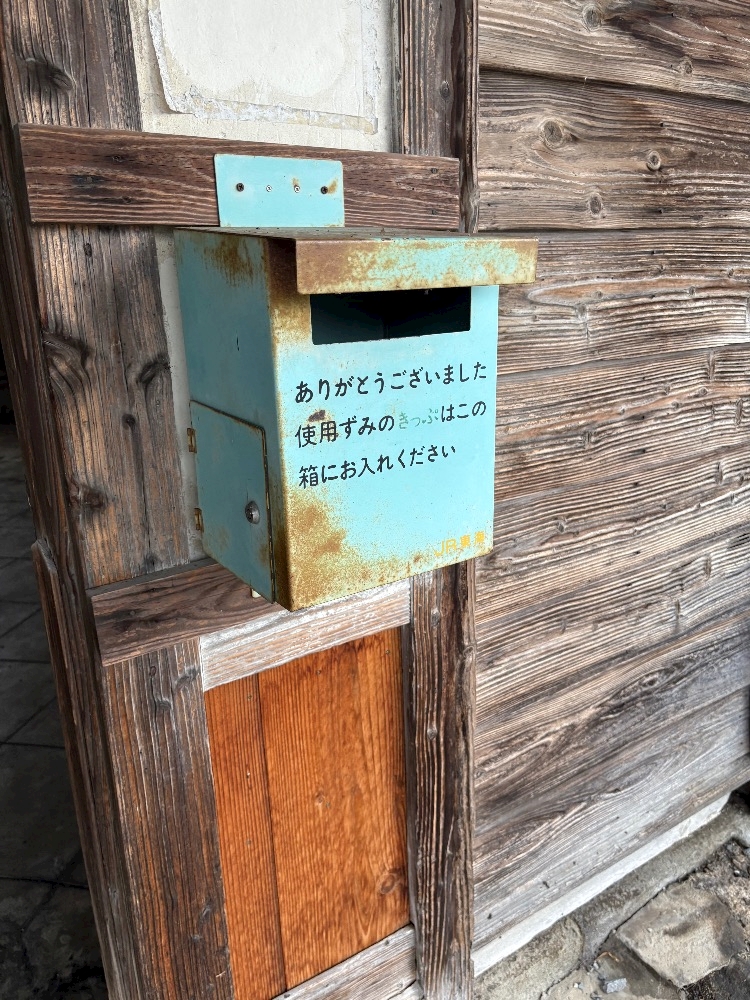 ありがとうございました
使用ずみのきっぷはこの
箱にお入れください
JR東海